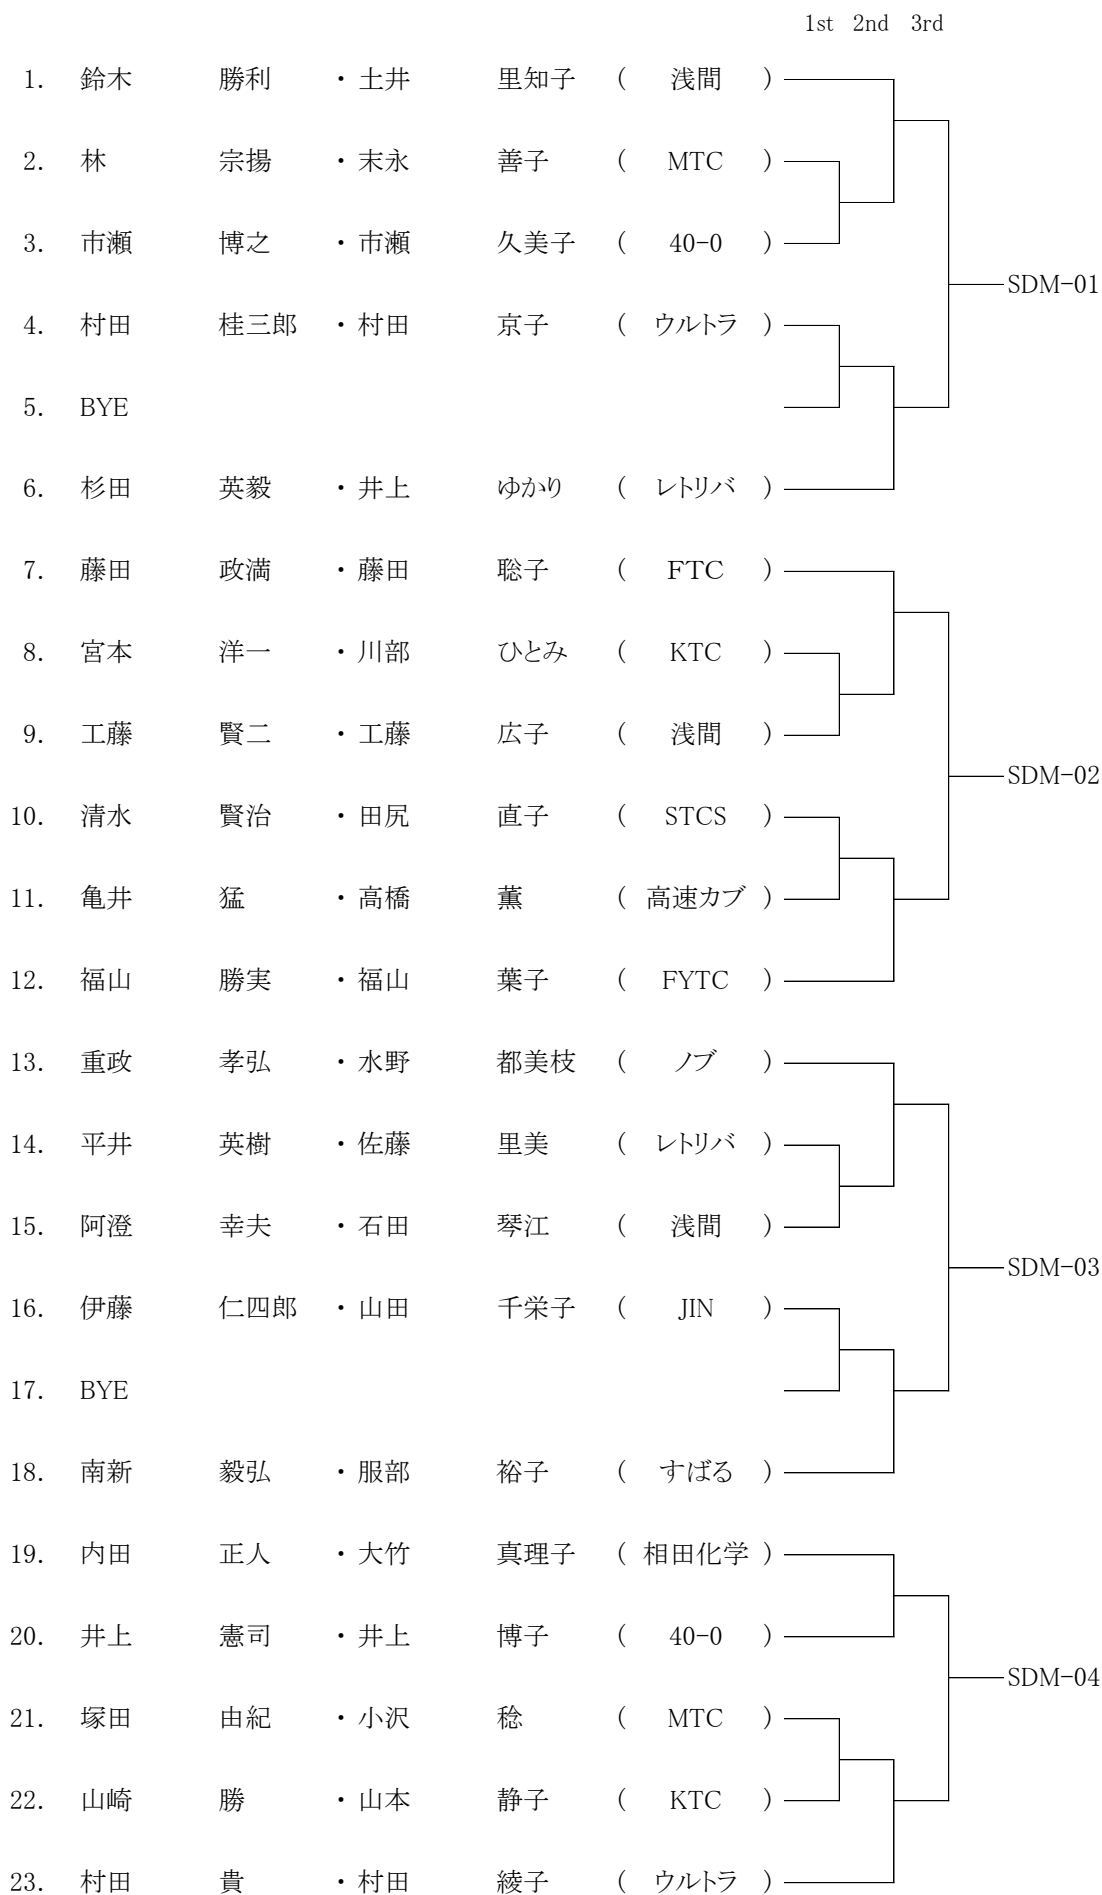 1st 2nd 3rd
1. 鈴木 勝利 ・土井 里知子 ( 浅間 )
2. 林 宗揚 ・末永 善子 ( MTC )
3. 市瀬 博之 ・市瀬 久美子 ( 40-0 )
SDM-01
4. 村田 桂三郎 ・村田 京子 ( ウルトラ )
5. BYE
6. 杉田 英毅 ・井上 ゆかり ( レトリバ )
7. 藤田 政満 ・藤田 聡子 ( FTC )
8. 宮本 洋一 ・川部 ひとみ ( KTC )
9. 工藤 賢二 ・工藤 広子 ( 浅間 )
SDM-02
10. 清水 賢治 ・田尻 直子 ( STCS )
11. 亀井 猛 ・高橋 薫 ( 高速カブ )
12. 福山 勝実 ・福山 葉子 ( FYTC )
13. 重政 孝弘 ・水野 都美枝 ( ノブ )
14. 平井 英樹 ・佐藤 里美 ( レトリバ )
15. 阿澄 幸夫 ・石田 琴江 ( 浅間 )
SDM-03
16. 伊藤 仁四郎 ・山田 千栄子 ( JIN )
17. BYE
18. 南新 毅弘 ・服部 裕子 ( すばる )
19. 内田 正人 ・大竹 真理子 ( 相田化学 )
20. 井上 憲司 ・井上 博子 ( 40-0 )
SDM-04
21. 塚田 由紀 ・小沢 稔 ( MTC )
22. 山崎 勝 ・山本 静子 ( KTC )
23. 村田 貴 ・村田 綾子 ( ウルトラ )